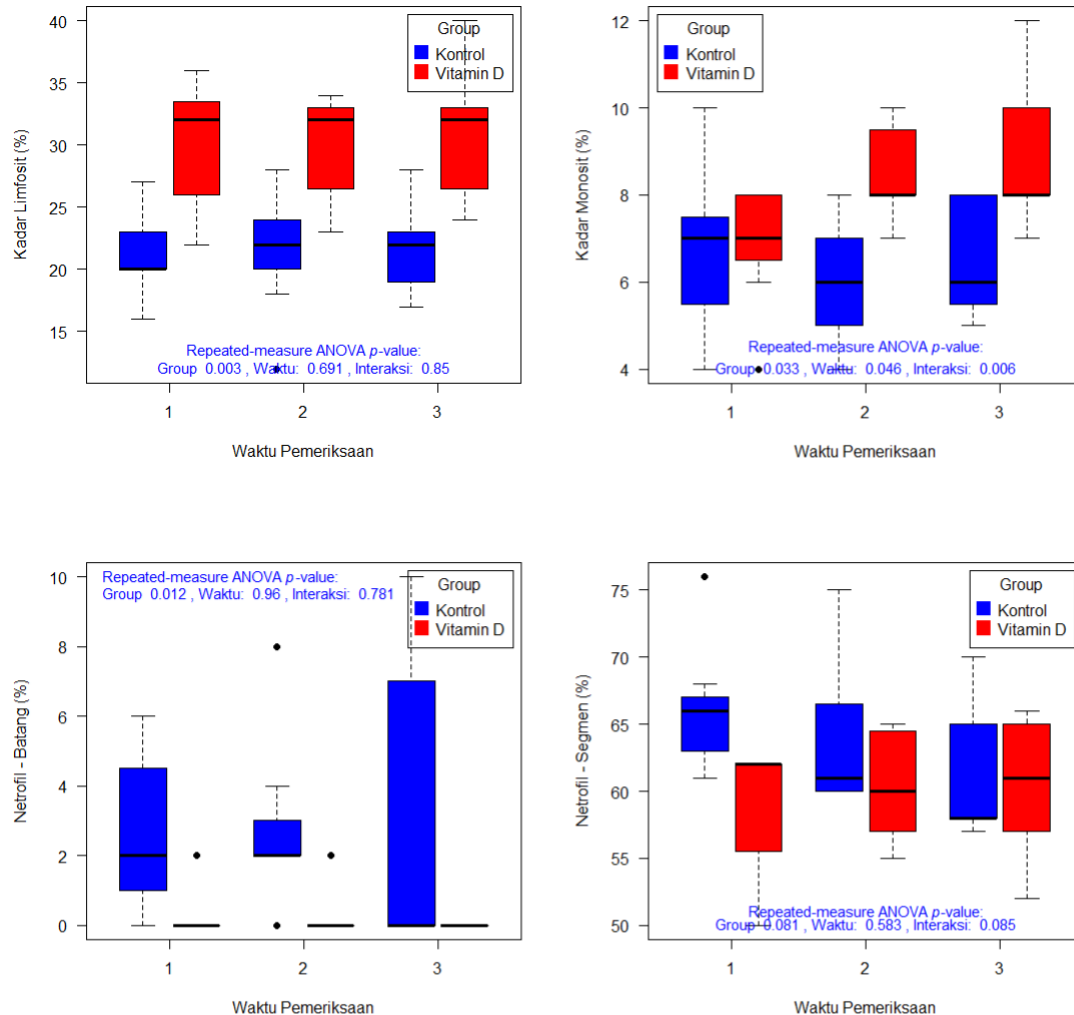 Kadar Limfosit (%)
40
35
30
25
20
15
Group
Kontrol
Vitamin D
Repeated-measure ANOVA p-value:
Group 0.003 , Waktu: 0.691 , Interaksi: 0.85
1 2 3
Waktu Pemeriksaan
Kadar Monosit (%)
12
10
8
6
4
Group
Kontrol
Vitamin D
Repeated-measure ANOVA p-value:
Group 0.033 , Waktu: 0.046 , Interaksi: 0.006
1 2 3
Waktu Pemeriksaan
Netrofil - Batang (%)
10
8
6
4
2
0
Repeated-measure ANOVA p-value:
Group 0.012 , Waktu: 0.96 , Interaksi: 0.781
Group
Kontrol
Vitamin D
1 2 3
Waktu Pemeriksaan
Netrofil - Segmen (%)
75
70
65
60
55
50
Group
Kontrol
Vitamin D
Repeated-measure ANOVA p-value:
Group 0.081 , Waktu: 0.583 , Interaksi: 0.085
1 2 3
Waktu Pemeriksaan